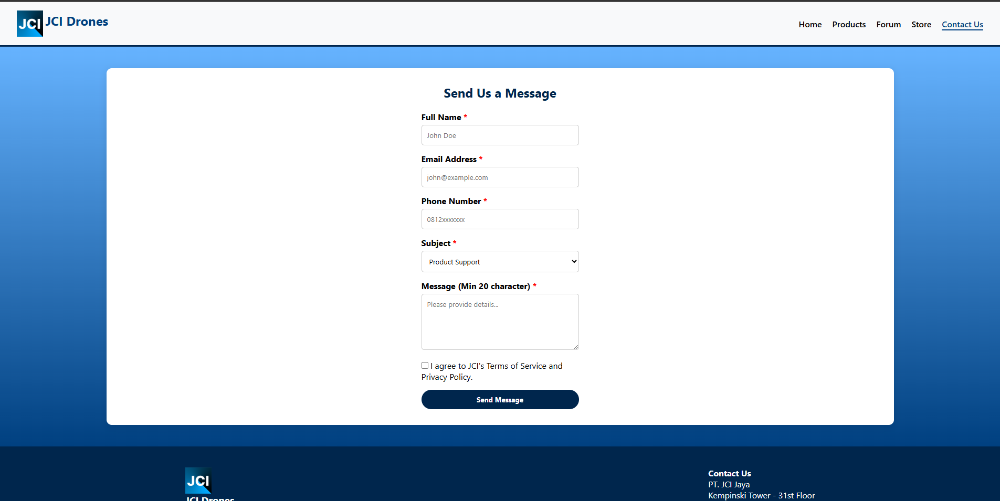 JCI JCI Drones
Home Products Forum Store Contact Us
Send Us a Message
Full Name *
John Doe
Email Address *
john@example.com
Phone Number *
0812xxxxxxx
Subject *
Product Support
Message (Min 20 character) *
Please provide details...
I agree to JCI's Terms of Service and
Privacy Policy.
Send Message
JCI
JCI Drones
Contact Us
PT. JCI Jaya
Kempinski Tower - 31st Floor